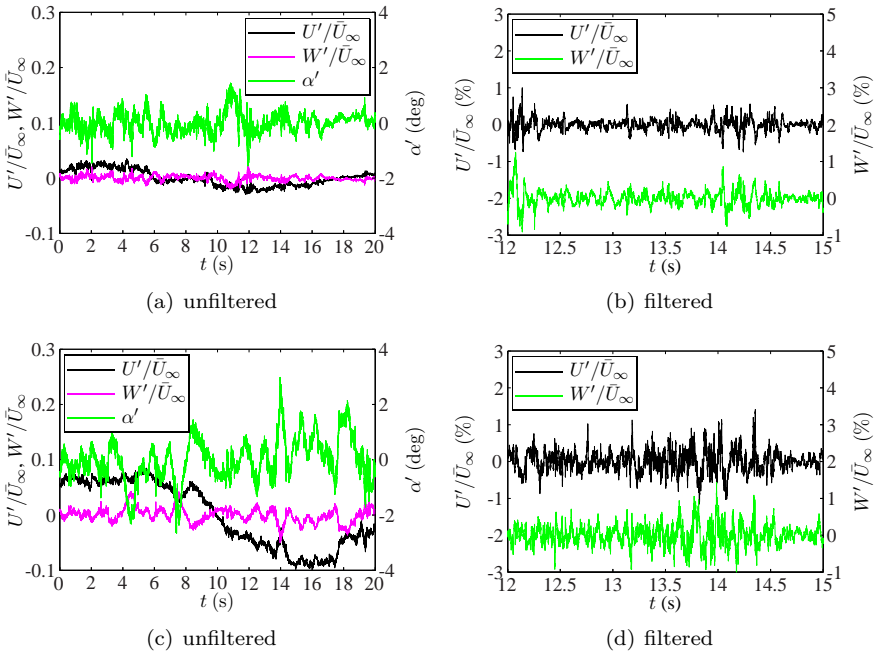 U′/Ū∞, W′/Ū∞
0.3
0.2
0.1
0
-0.1
U′/Ū∞
W′/Ū∞
α′
4
2
0
-2
-4
α′ (deg)
0 2 4 6 8 10 12 14 16 18 20
t (s)
(a) unfiltered
U′/Ū∞ (%)
3
2
1
0
-1
-2
-3
U′/Ū∞
W′/Ū∞
5
4
3
2
1
0
-1
W′/Ū∞ (%)
12 12.5 13 13.5 14 14.5 15
t (s)
(b) filtered
U′/Ū∞, W′/Ū∞
0.3
0.2
0.1
0
-0.1
U′/Ū∞
W′/Ū∞
α′
4
2
0
-2
-4
α′ (deg)
0 2 4 6 8 10 12 14 16 18 20
t (s)
(c) unfiltered
U′/Ū∞ (%)
3
2
1
0
-1
-2
-3
U′/Ū∞
W′/Ū∞
5
4
3
2
1
0
-1
W′/Ū∞ (%)
12 12.5 13 13.5 14 14.5 15
t (s)
(d) filtered